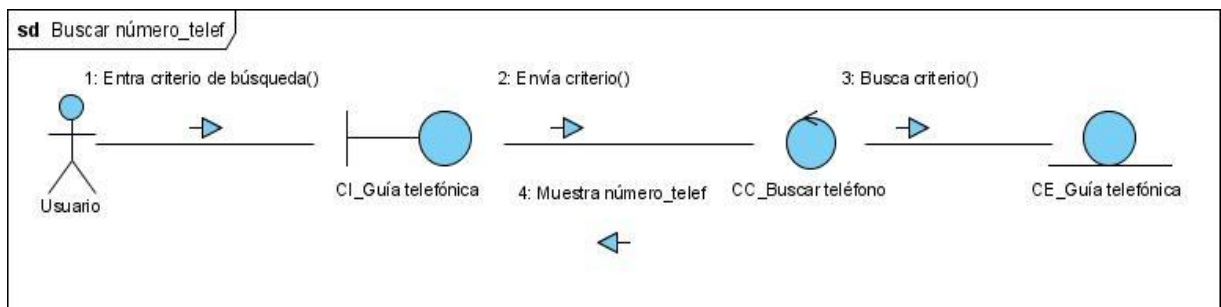 sd Buscar número_telef
1: Entra criterio de búsqueda()
2: Envía criterio()
3: Busca criterio()
Usuario
CI_Guía telefónica
4: Muestra número_telef
CC_Buscar teléfono
CE_Guía telefónica